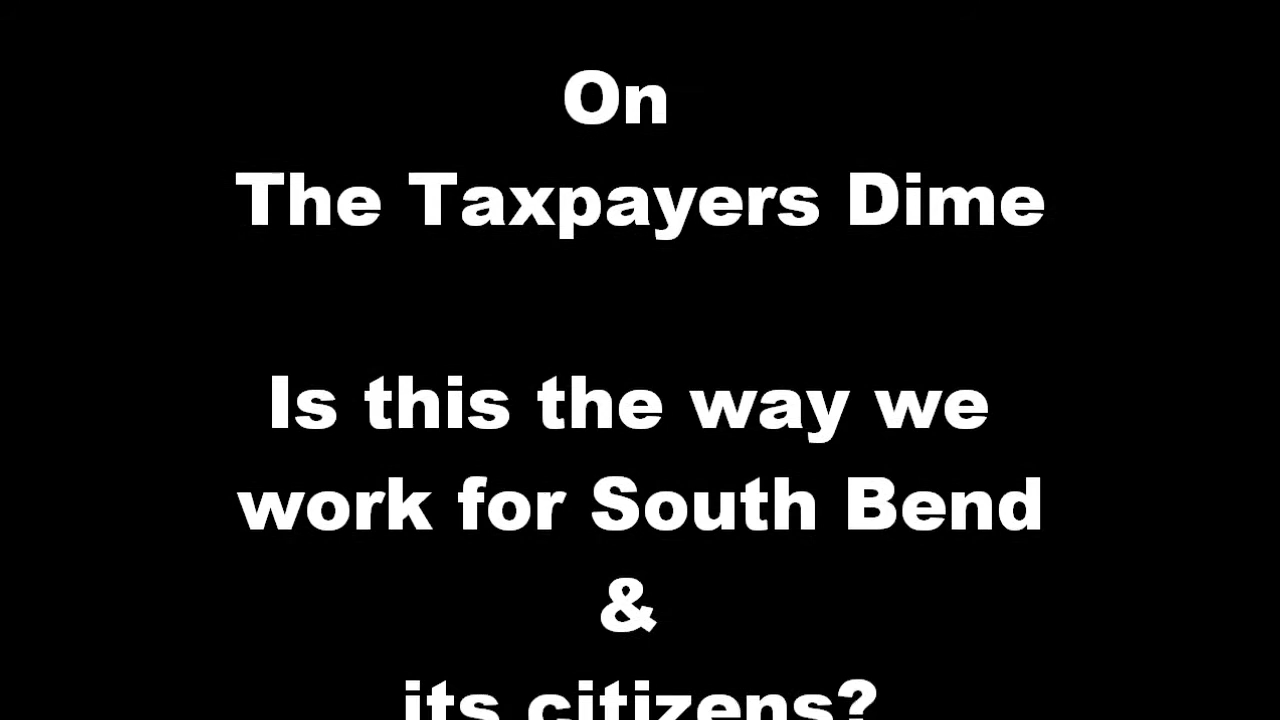 On
The Taxpayers Dime
Is this the way we
work for South Bend
&
its citizens?